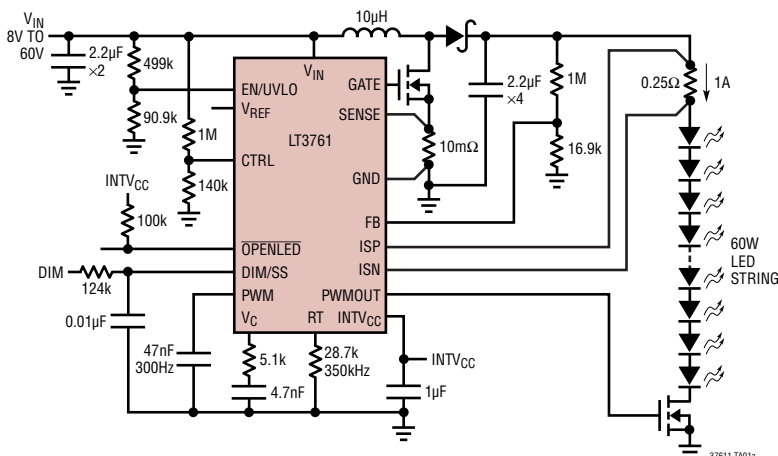 VIN
8V TO
60V
2.2µF
×2
499k
90.9k
1M
140k
INTVCC
100k
DIM
124k
0.01µF
47nF
300Hz
5.1k
4.7nF
28.7k
350kHz
1µF
INTVCC
10µH
VIN
EN/UVLO
VREF
CTRL
OPENLED
DIM/SS
PWM
VC
RT
INTVCC
PWMOUT
ISN
ISP
FB
GND
SENSE
GATE
LT3761
10mΩ
2.2µF
×4
1M
16.9k
0.25Ω
1A
60W
LED
STRING
37611 TA01a